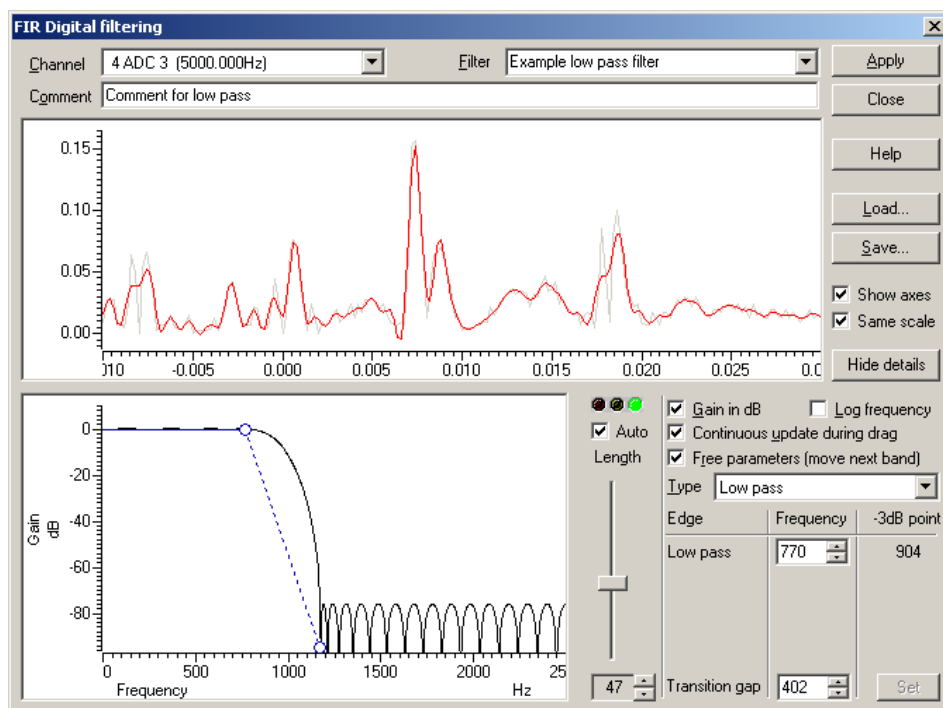 FIR Digital filtering
Channel 4 ADC 3 (5000.000Hz) Filter Example low pass filter Apply
Comment Comment for low pass Close
Help
Load...
Save...
Show axes
Same scale
Hide details
0.15
0.10
0.05
0.00
010 -0.005 0.000 0.005 0.010 0.015 0.020 0.025 0.0
Gain dB
0
-20
-40
-60
-80
0 500 1000 1500 2000 25
Frequency Hz
Auto
Length
47
Gain in dB Log frequency
Continuous update during drag
Free parameters (move next band)
Type Low pass
Edge Frequency -3dB point
Low pass 770 904
Transition gap 402 Set